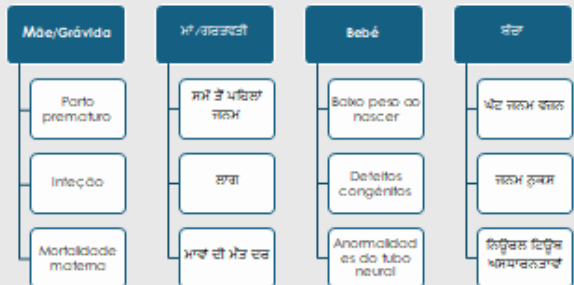 Mãe/Grávida
Parto
prematuro
Infeção
Mortalidade
materna
ਮਾਂ /ਗਰਭਵਤੀ
ਸਮੇਂ ਤੋਂ ਪਹਿਲਾਂ
ਜਨਮ
ਲਾਗ
ਮਾਵਾਂ ਦੀ ਮੌਤ ਦਰ
Bebé
Baixo peso ao
nascer
Defeitos
congénitos
Anormalidad
es do tubo
neural
ਬੱਚਾ
ਘੱਟ ਜਨਮ ਵਜ਼ਨ
ਜਨਮ ਨੁਕਸ
ਨਿਊਰਲ ਟਿਊਬ
ਅਸਧਾਰਨਤਾਵਾਂ